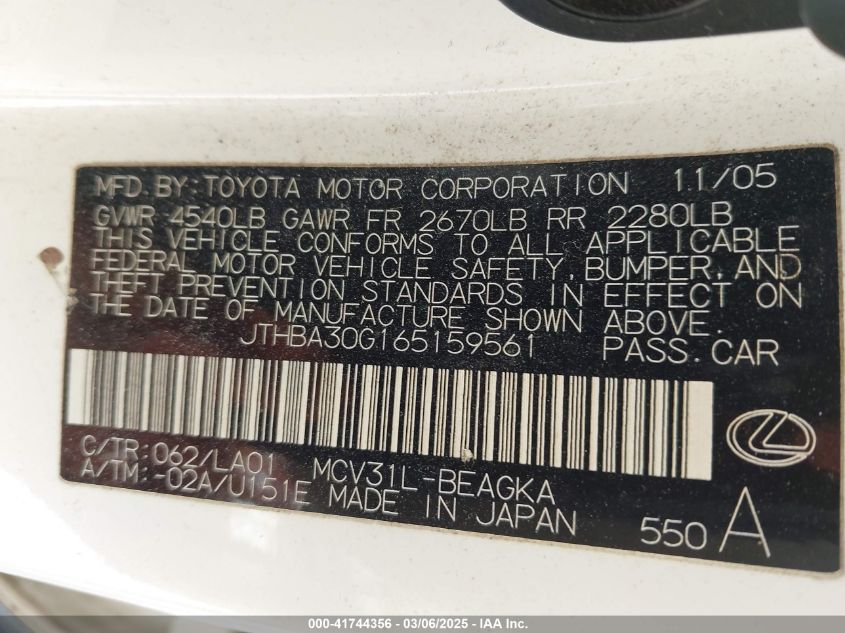 MFD. BY: TOYOTA MOTOR CORPORATION 11/05
GVWR 4540LB GAWR FR 2670LB RR 2280LB
THIS VEHICLE CONFORMS TO ALL APPLICABLE
FEDERAL MOTOR VEHICLE SAFETY, BUMPER, AND
THEFT PREVENTION STANDARDS IN EFFECT ON
THE DATE OF MANUFACTURE SHOWN ABOVE.
JTHBA30G165159561 PASS. CAR
C/TR: 062/LA01 MCV31L-BEAGKA
A/TM: -02A/U151E MADE IN JAPAN 550 A
000-41744356 - 03/06/2025 - IAA Inc.